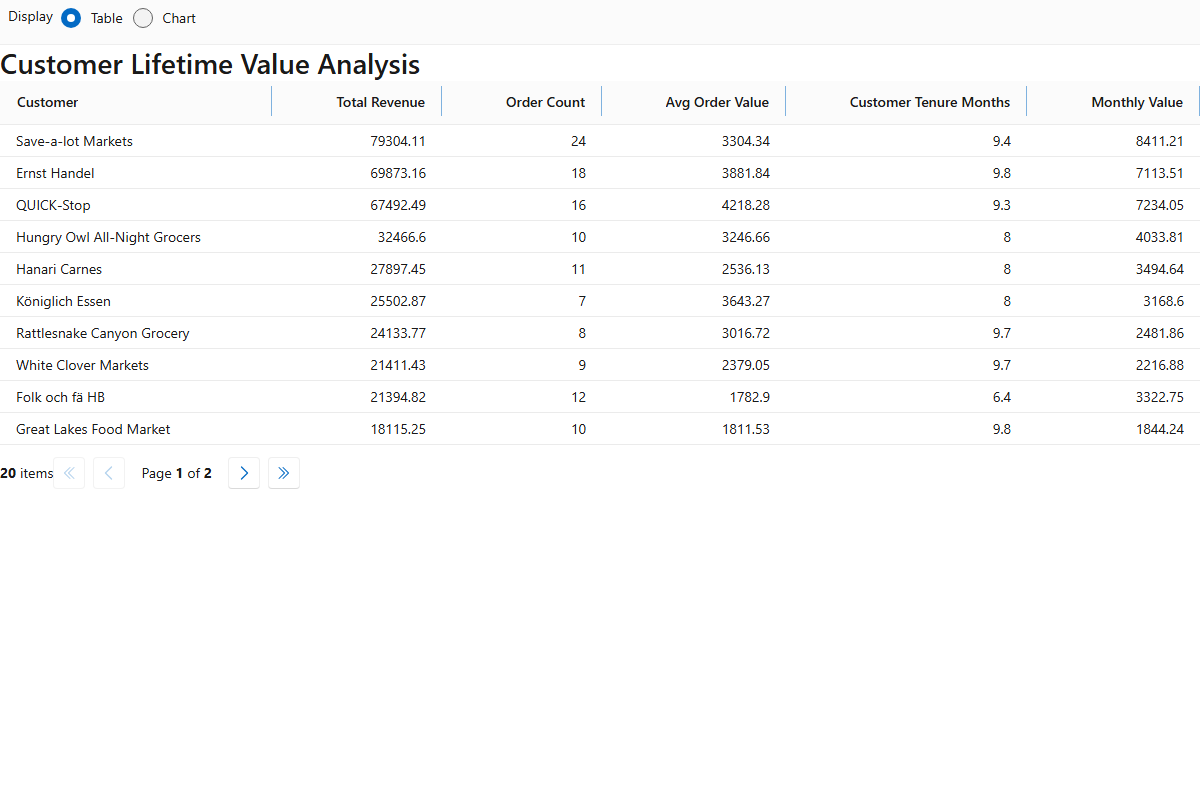 Display Table Chart
Customer Lifetime Value Analysis
Customer Total Revenue Order Count Avg Order Value Customer Tenure Months Monthly Value
Save-a-lot Markets 79304.11 24 3304.34 9.4 8411.21
Ernst Handel 69873.16 18 3881.84 9.8 7113.51
QUICK-Stop 67492.49 16 4218.28 9.3 7234.05
Hungry Owl All-Night Grocers 32466.6 10 3246.66 8 4033.81
Hanari Carnes 27897.45 11 2536.13 8 3494.64
Königlich Essen 25502.87 7 3643.27 8 3168.6
Rattlesnake Canyon Grocery 24133.77 8 3016.72 9.7 2481.86
White Clover Markets 21411.43 9 2379.05 9.7 2216.88
Folk och fä HB 21394.82 12 1782.9 6.4 3322.75
Great Lakes Food Market 18115.25 10 1811.53 9.8 1844.24
20 items Page 1 of 2